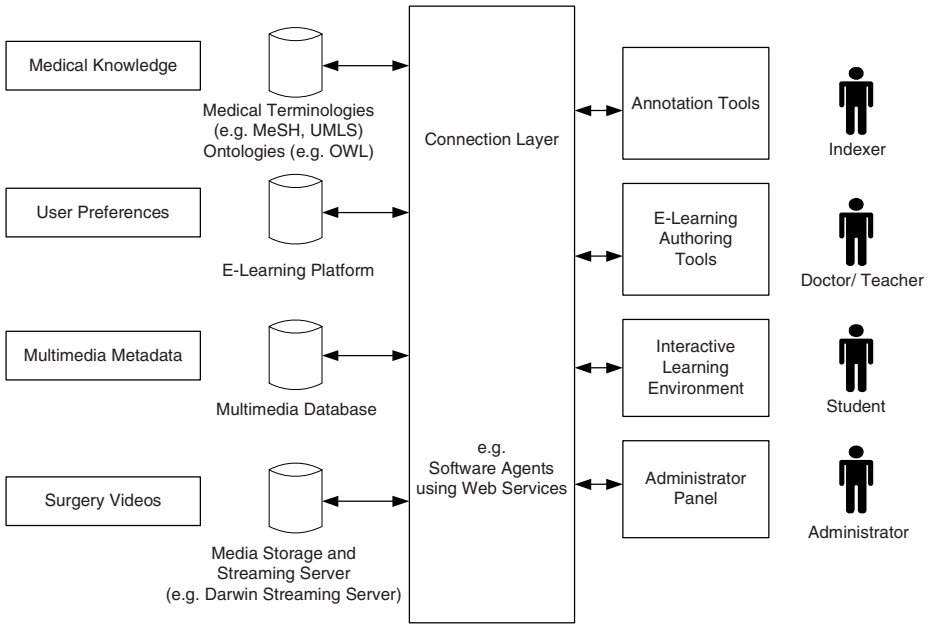 Medical Knowledge
Medical Terminologies
(e.g. MeSH, UMLS)
Ontologies (e.g. OWL)
User Preferences
E-Learning Platform
Multimedia Metadata
Multimedia Database
Surgery Videos
Media Storage and
Streaming Server
(e.g. Darwin Streaming Server)
Connection Layer
e.g.
Software Agents
using Web Services
Annotation Tools
Indexer
E-Learning
Authoring
Tools
Doctor/ Teacher
Interactive
Learning
Environment
Student
Administrator
Panel
Administrator